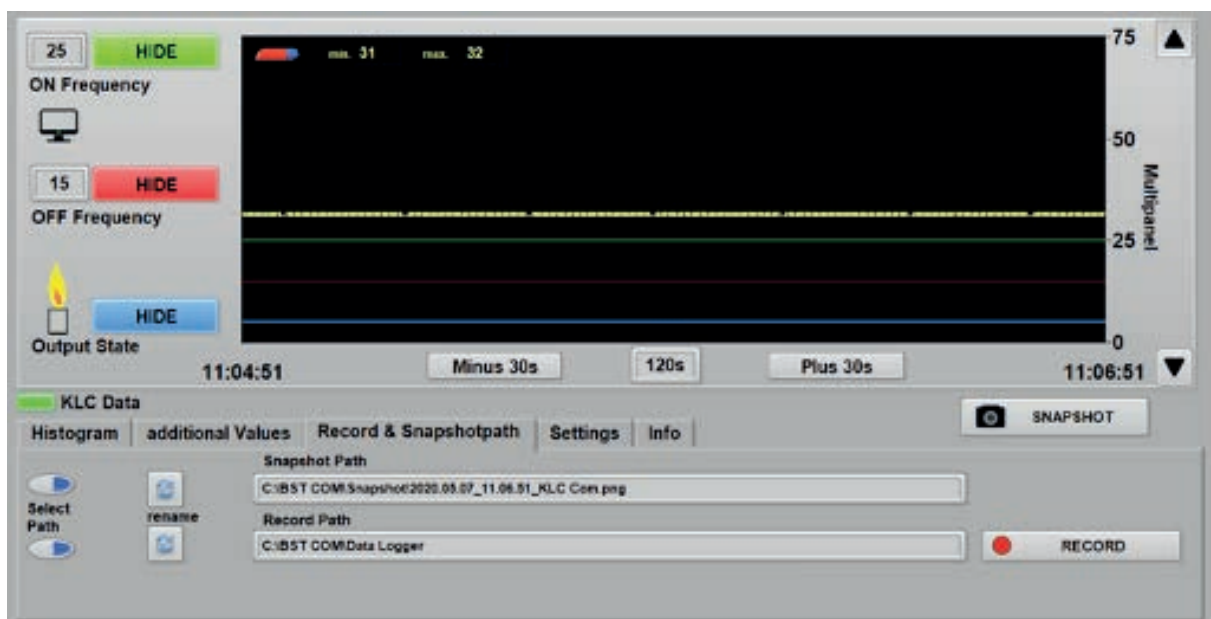 25 HIDE
ON Frequency
15 HIDE
OFF Frequency
HIDE
Output State
min. 31 max. 32
75
50
25
0
Multipanel
11:04:51 Minus 30s 120s Plus 30s 11:06:51
KLC Data
SNAPSHOT
Histogram additional Values Record & Snapshotpath Settings Info
Snapshot Path
C:\BST COM\Snapshot\2020.05.07_11.06.51_KLC Com.png
Select
Path
rename
Record Path
C:\BST COM\Data Logger
RECORD